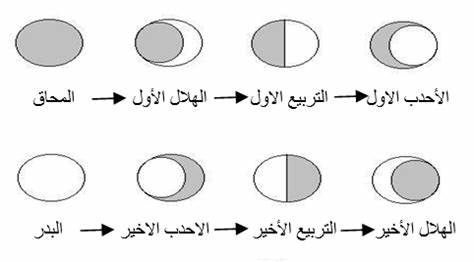 المحاق
الهلال الأول
التربيع الاول
الأحدب الاول
البدر
الاحدب الاخير
التربيع الأخير
الهلال الأخير